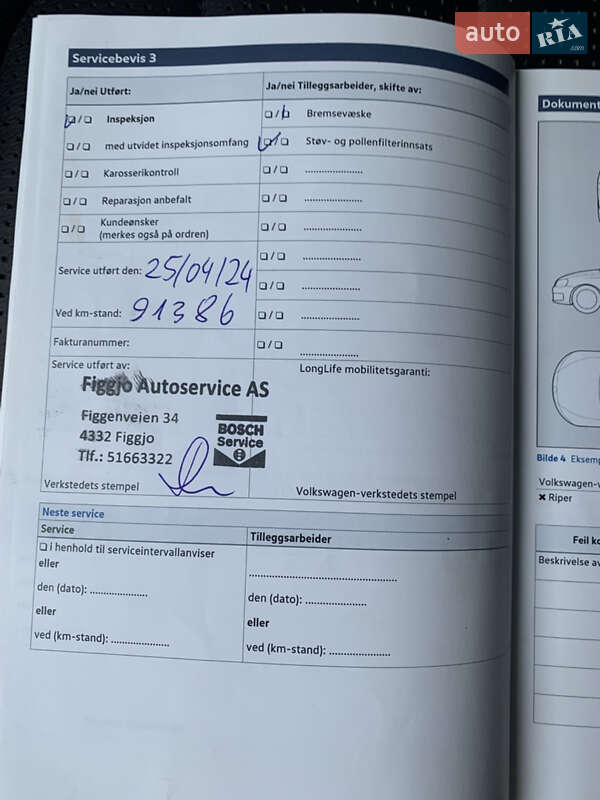 auto RIA .com
Servicebevis 3
Ja/nei Utført:
Ja/nei Tilleggsarbeider, skifte av:
/ Inspeksjon
/ Bremsevæske
/ med utvidet inspeksjonsomfang
/ Støv- og pollenfilterinnsats
/ Karosserikontroll
/ .....................
/ Reparasjon anbefalt
/ .....................
/ Kundeønsker
(merkes også på ordren)
/ .....................
Service utført den: 25/04/24
/ .....................
/ .....................
Ved km-stand: 91386
/ .....................
Fakturanummer:
/ .....................
Service utført av:
LongLife mobilitetsgaranti:
Figgjo Autoservice AS
Figgenveien 34
4332 Figgjo
Tlf.: 51663322
BOSCH
Service
Verkstedets stempel
Volkswagen-verkstedets stempel
Neste service
Service
Tilleggsarbeider
i henhold til serviceintervallanviser
eller
den (dato): .....................
eller
ved (km-stand): .....................
.....................
den (dato): .....................
eller
ved (km-stand): .....................
Dokument
Bilde 4 Eksemp
Volkswagen-v
Riper
Feil ko
Beskrivelse av